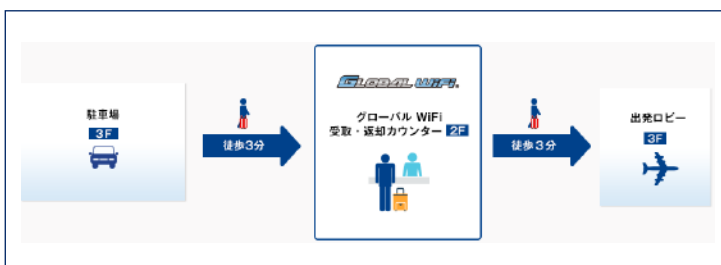 駐車場
3F
徒歩3分
GLOBAL WiFi.
グローバル WiFi
受取・返却カウンター 2F
徒歩3分
出発ロビー
3F